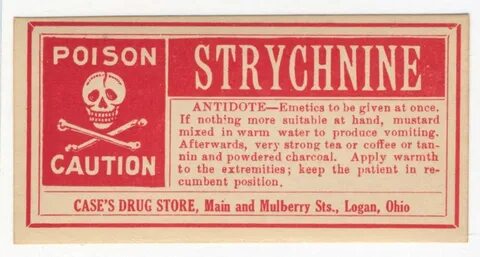 POISON
CAUTION
STRYCHNINE
ANTIDOTE—Emetics to be given at once.
If nothing more suitable at hand, mustard
mixed in warm water to produce vomiting.
Afterwards, very strong tea or coffee or tan-
nin and powdered charcoal. Apply warmth
to the extremities; keep the patient in re-
cumbent position.
CASE'S DRUG STORE, Main and Mulberry Sts., Logan, Ohio